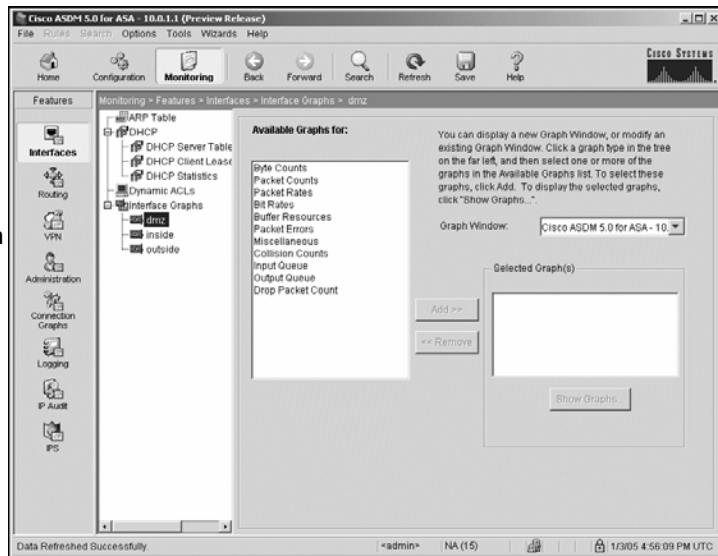 Cisco ASDM 5.0 for ASA - 10.0.1.1 (Preview Release)
File Rules Search Options Tools Wizards Help
Home Configuration Monitoring Back Forward Search Refresh Save Help
CISCO SYSTEMS
Features
Monitoring > Features > Interfaces > Interface Graphs > dmz
Interfaces
Routing
VPN
Administration
Connection
Graphs
Logging
IP Audit
IPS
ARP Table
DHCP
DHCP Server Table
DHCP Client Lease
DHCP Statistics
Dynamic ACLs
Interface Graphs
dmz
inside
outside
Available Graphs for:
Byte Counts
Packet Counts
Packet Rates
Bit Rates
Buffer Resources
Packet Errors
Miscellaneous
Collision Counts
Input Queue
Output Queue
Drop Packet Count
Add >>
<< Remove
You can display a new Graph Window, or modify an
existing Graph Window. Click a graph type in the tree
on the far left, and then select one or more of the
graphs in the Available Graphs list. To select these
graphs, click Add. To display the selected graphs,
click "Show Graphs...".
Graph Window: Cisco ASDM 5.0 for ASA - 10.
Selected Graph(s)
Show Graphs...
Data Refreshed Successfully. <admin> NA (15) 1/3/05 4:56:09 PM UTC